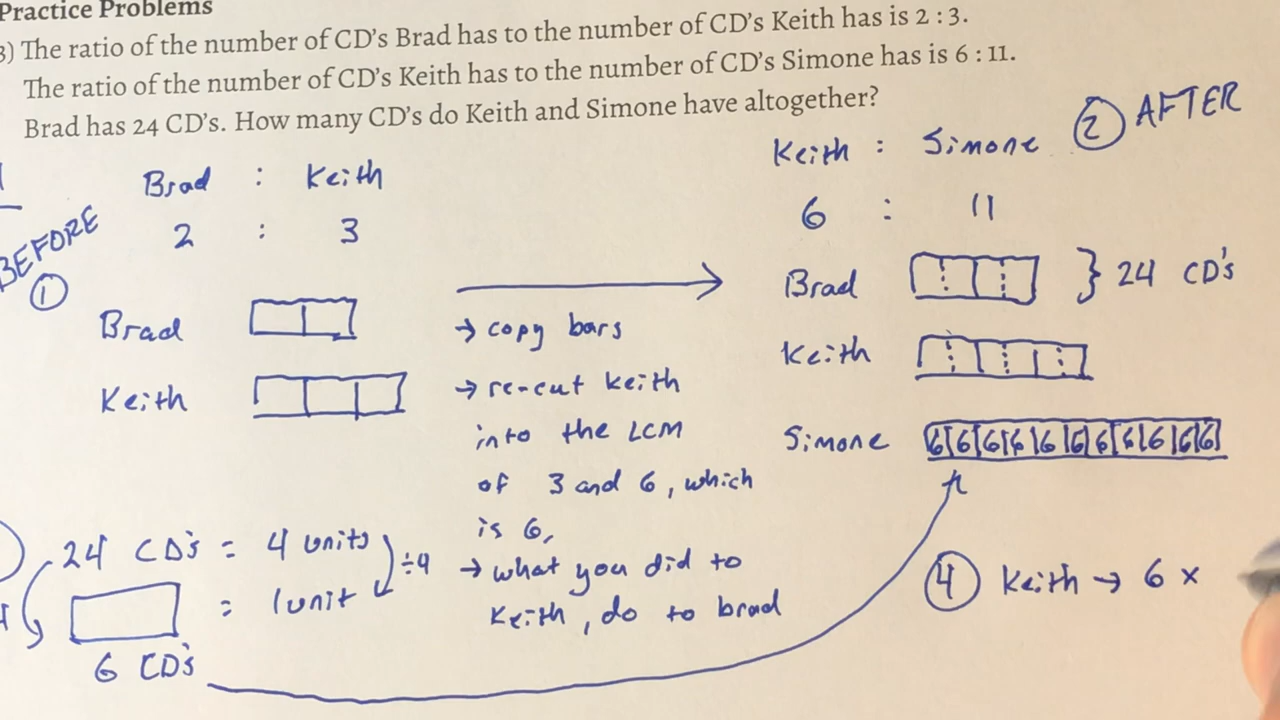 Practice Problems
3) The ratio of the number of CD's Brad has to the number of CD's Keith has is 2 : 3.
The ratio of the number of CD's Keith has to the number of CD's Simone has is 6 : 11.
Brad has 24 CD's. How many CD's do Keith and Simone have altogether?
BEFORE
1
Brad : Keith
2 : 3
Brad
Keith
→ copy bars
→ re-cut keith
into the LCM
of 3 and 6, which
is 6,
→ what you did to
Keith, do to brad
2 AFTER
Keith : Simone
6 : 11
Brad } 24 CD's
Keith
Simone 6 6 6 6 6 6 6 6 6 6 6
24 CD's = 4 units ÷4
= 1 unit
6 CD's
4 Keith → 6 x